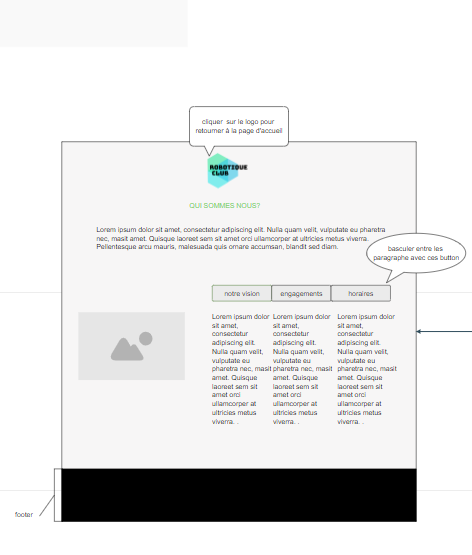 cliquer sur le logo pour
retourner à la page d'accueil
ROBOTIQUE
CLUB
QUI SOMMES NOUS?
Lorem ipsum dolor sit amet, consectetur adipiscing elit. Nulla quam velit, vulputate eu pharetra
nec, masit amet. Quisque laoreet sem sit amet orci ullamcorper at ultricies metus viverra.
Pellentesque arcu mauris, malesuada quis ornare accumsan, blandit sed diam.
basculer entre les
paragraphe avec ces button
notre vision
engagements
horaires
Lorem ipsum dolor
sit amet,
consectetur
adipiscing elit.
Nulla quam velit,
vulputate eu
pharetra nec, masit
amet. Quisque
laoreet sem sit
amet orci
ullamcorper at
ultricies metus
viverra. .
Lorem ipsum dolor
sit amet,
consectetur
adipiscing elit.
Nulla quam velit,
vulputate eu
pharetra nec, masit
amet. Quisque
laoreet sem sit
amet orci
ullamcorper at
ultricies metus
viverra. .
Lorem ipsum dolor
sit amet,
consectetur
adipiscing elit.
Nulla quam velit,
vulputate eu
pharetra nec, masit
amet. Quisque
laoreet sem sit
amet orci
ullamcorper at
ultricies metus
viverra. .
footer